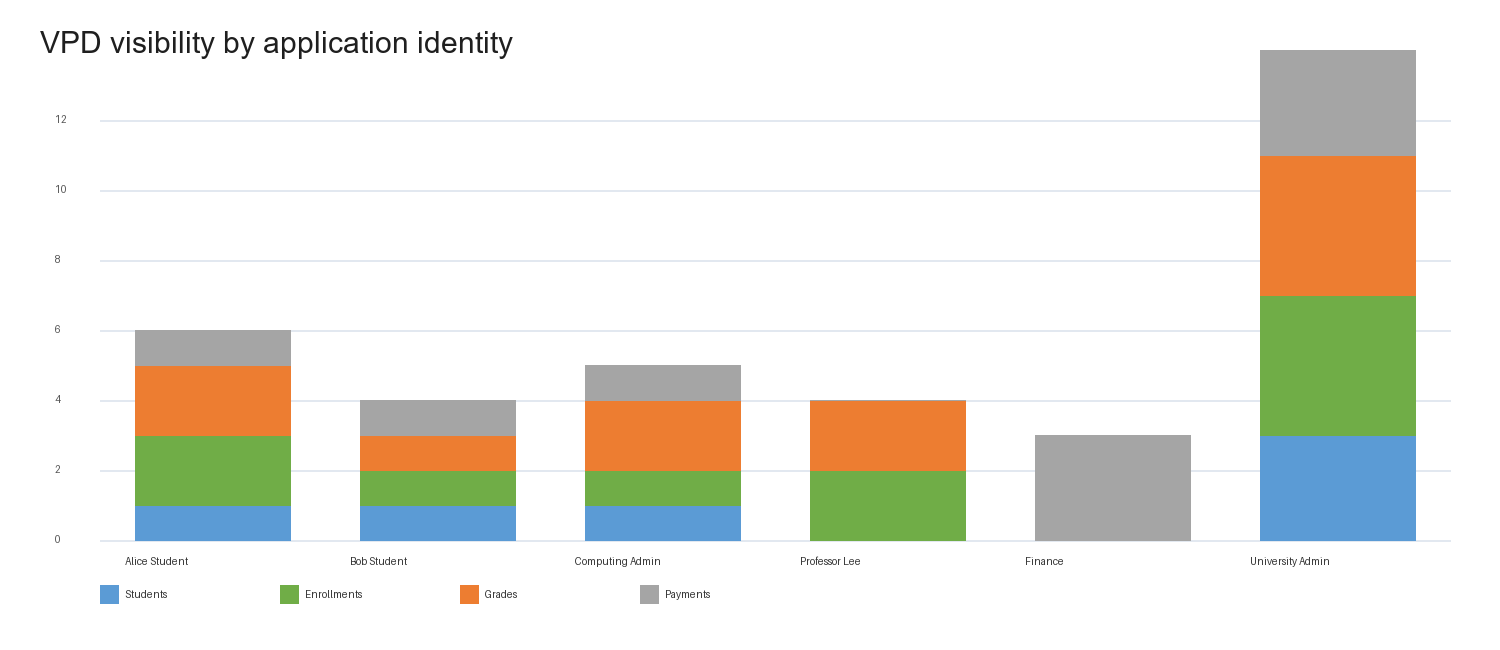 VPD visibility by application identity
12
10
8
6
4
2
0
Alice Student Bob Student Computing Admin Professor Lee Finance University Admin
Students Enrollments Grades Payments